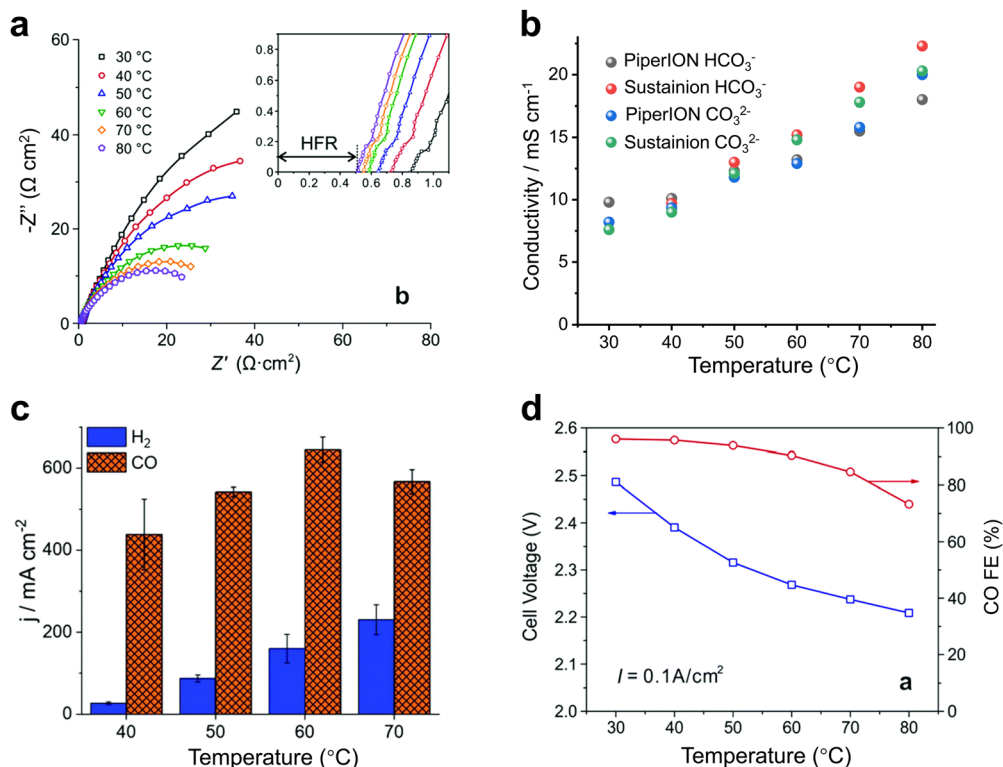 a
30 °C
40 °C
50 °C
60 °C
70 °C
80 °C
-Z'' (Ω cm²)
60
40
20
0
0 20 40 60 80
Z' (Ω·cm²)
b
HFR
0.8
0.6
0.4
0.2
0
0 0.2 0.4 0.6 0.8 1.0
b
PiperION HCO₃⁻
Sustainion HCO₃⁻
PiperION CO₃²⁻
Sustainion CO₃²⁻
Conductivity / mS cm⁻¹
20
15
10
5
0
30 40 50 60 70 80
Temperature (°C)
c
H₂
CO
j / mA cm⁻²
600
400
200
0
40 50 60 70
Temperature (°C)
d
Cell Voltage (V)
2.6
2.5
2.4
2.3
2.2
2.1
2.0
CO FE (%)
100
80
60
40
20
0
I = 0.1A/cm²
a
30 40 50 60 70 80
Temperature (°C)